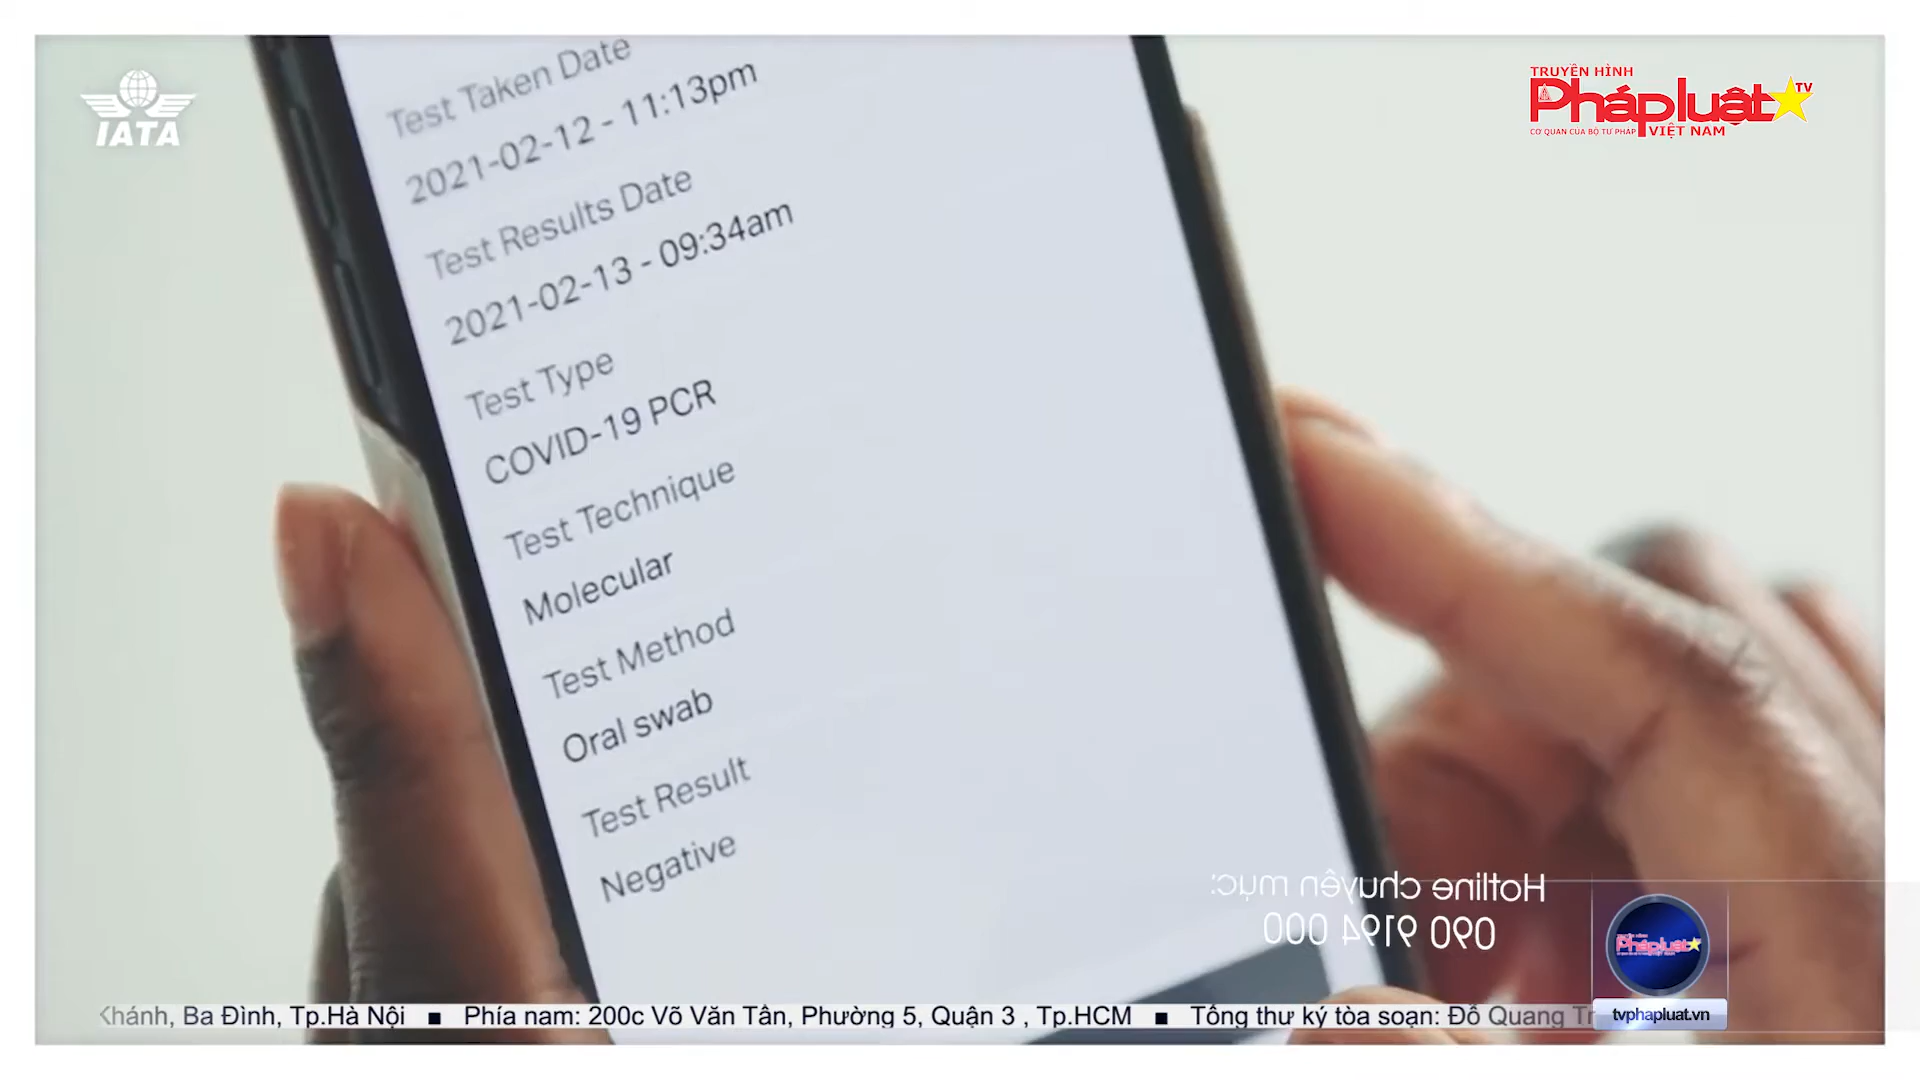 IATA
TRUYỀN HÌNH
Phápluật TV
CƠ QUAN CỦA BỘ TƯ PHÁP VIỆT NAM
Test Taken Date
2021-02-12 - 11:13pm
Test Results Date
2021-02-13 - 09:34am
Test Type
COVID-19 PCR
Test Technique
Molecular
Test Method
Oral swab
Test Result
Negative
Hotline chuyên mục:
090 9194 000
Phápluật
Khánh, Ba Đình, Tp.Hà Nội ■ Phía nam: 200c Võ Văn Tần, Phường 5, Quận 3 , Tp.HCM ■ Tổng thư ký tòa soạn: Đỗ Quang
tvphapluat.vn